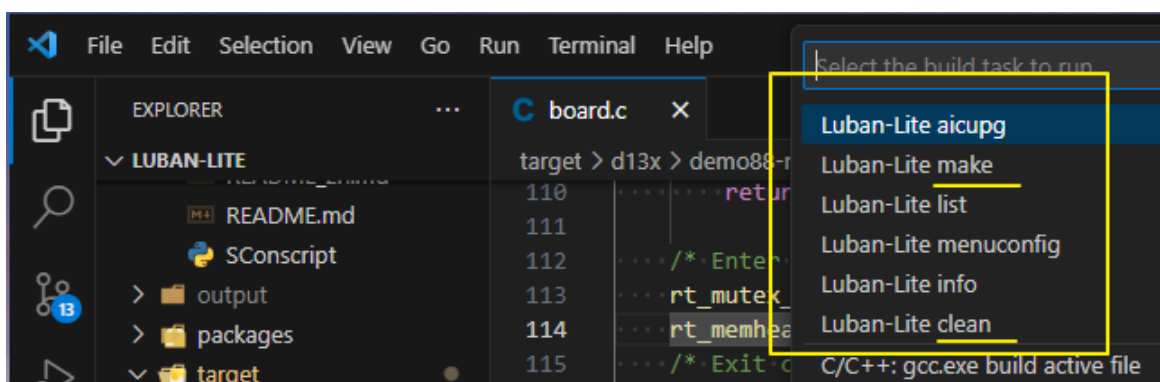 File Edit Selection View Go Run Terminal Help
Select the build task to run
EXPLORER ···
board.c
LUBAN-LITE
target > d13x > demo88-
README.md
SConscript
output
packages
target
13
110 retur
111
112 /* Enter
113 rt_mutex_
114 rt_memhea
115 /* Exit c
Luban-Lite aicupg
Luban-Lite make
Luban-Lite list
Luban-Lite menuconfig
Luban-Lite info
Luban-Lite clean
C/C++: gcc.exe build active file